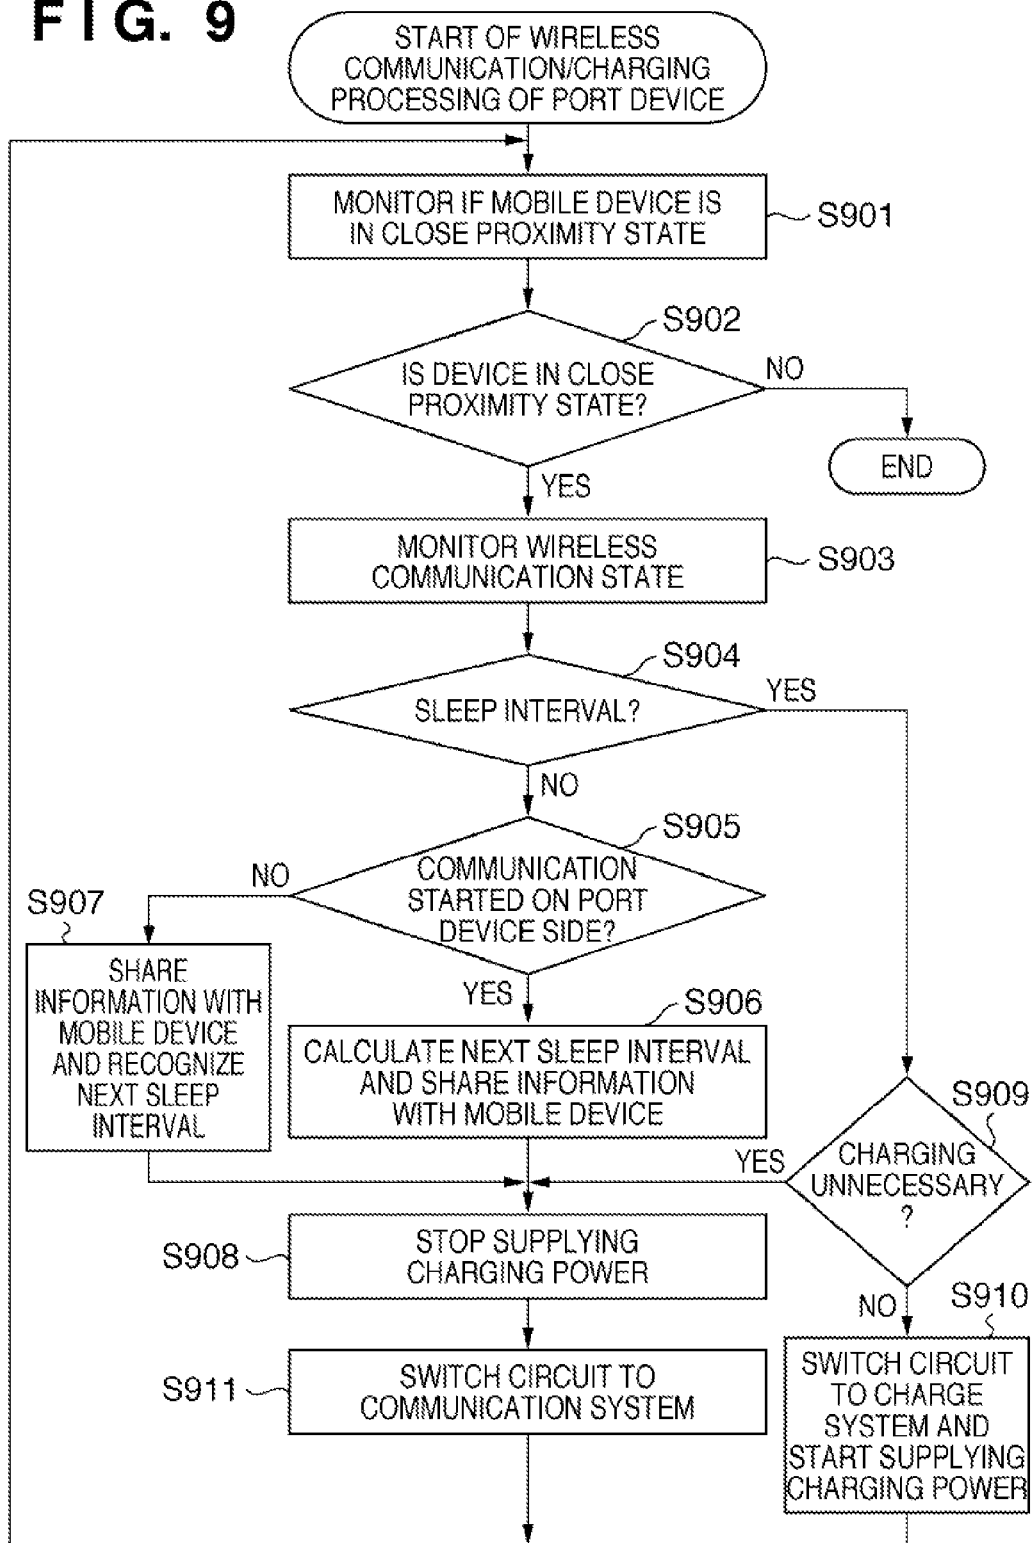 FIG. 9
START OF WIRELESS
COMMUNICATION/CHARGING
PROCESSING OF PORT DEVICE
MONITOR IF MOBILE DEVICE IS
IN CLOSE PROXIMITY STATE
S901
S902
IS DEVICE IN CLOSE
PROXIMITY STATE?
NO
END
YES
MONITOR WIRELESS
COMMUNICATION STATE
S903
S904
SLEEP INTERVAL?
YES
NO
S905
COMMUNICATION
STARTED ON PORT
DEVICE SIDE?
NO
S907
SHARE
INFORMATION WITH
MOBILE DEVICE
AND RECOGNIZE
NEXT SLEEP
INTERVAL
YES
S906
CALCULATE NEXT SLEEP INTERVAL
AND SHARE INFORMATION
WITH MOBILE DEVICE
S909
CHARGING
UNNECESSARY
?
YES
S908
STOP SUPPLYING
CHARGING POWER
NO
S910
SWITCH CIRCUIT
TO CHARGE
SYSTEM AND
START SUPPLYING
CHARGING POWER
S911
SWITCH CIRCUIT TO
COMMUNICATION SYSTEM